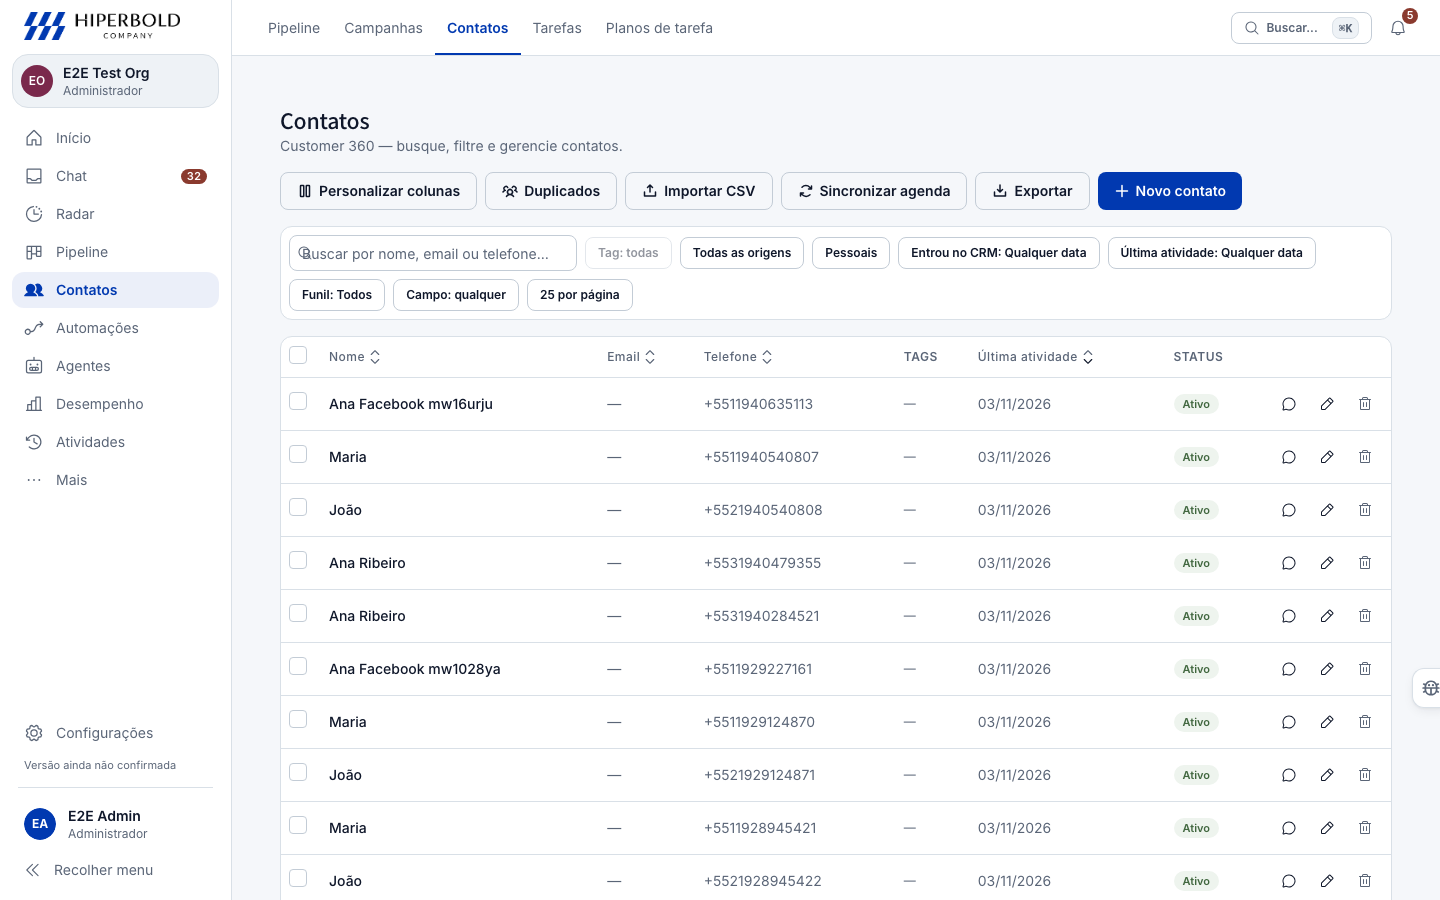 HIPERBOLD
COMPANY
EO
E2E Test Org
Administrador
Início
Chat 32
Radar
Pipeline
Contatos
Automações
Agentes
Desempenho
Atividades
Mais
Configurações
Versão ainda não confirmada
EA
E2E Admin
Administrador
Recolher menu
Pipeline Campanhas Contatos Tarefas Planos de tarefa
Buscar... ⌘K 5
Contatos
Customer 360 — busque, filtre e gerencie contatos.
Personalizar colunas Duplicados Importar CSV Sincronizar agenda Exportar Novo contato
Buscar por nome, email ou telefone... Tag: todas Todas as origens Pessoais Entrou no CRM: Qualquer data Última atividade: Qualquer data
Funil: Todos Campo: qualquer 25 por página
Nome Email Telefone TAGS Última atividade STATUS
Ana Facebook mw16urju — +5511940635113 — 03/11/2026 Ativo
Maria — +5511940540807 — 03/11/2026 Ativo
João — +5521940540808 — 03/11/2026 Ativo
Ana Ribeiro — +5531940479355 — 03/11/2026 Ativo
Ana Ribeiro — +5531940284521 — 03/11/2026 Ativo
Ana Facebook mw1028ya — +5511929227161 — 03/11/2026 Ativo
Maria — +5511929124870 — 03/11/2026 Ativo
João — +5521929124871 — 03/11/2026 Ativo
Maria — +5511928945421 — 03/11/2026 Ativo
João — +5521928945422 — 03/11/2026 Ativo